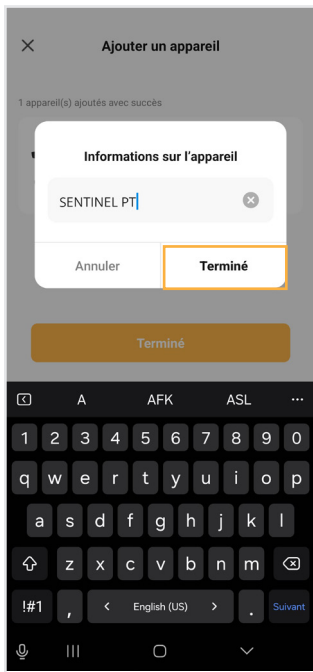 Ajouter un appareil
1 appareil(s) ajoutés avec succès
Informations sur l'appareil
SENTINEL PT
Annuler Terminé
Terminé
A AFK ASL ...
1 2 3 4 5 6 7 8 9 0
q w e r t y u i o p
a s d f g h j k l
z x c v b n m
!#1 , < English (US) > . Suivant